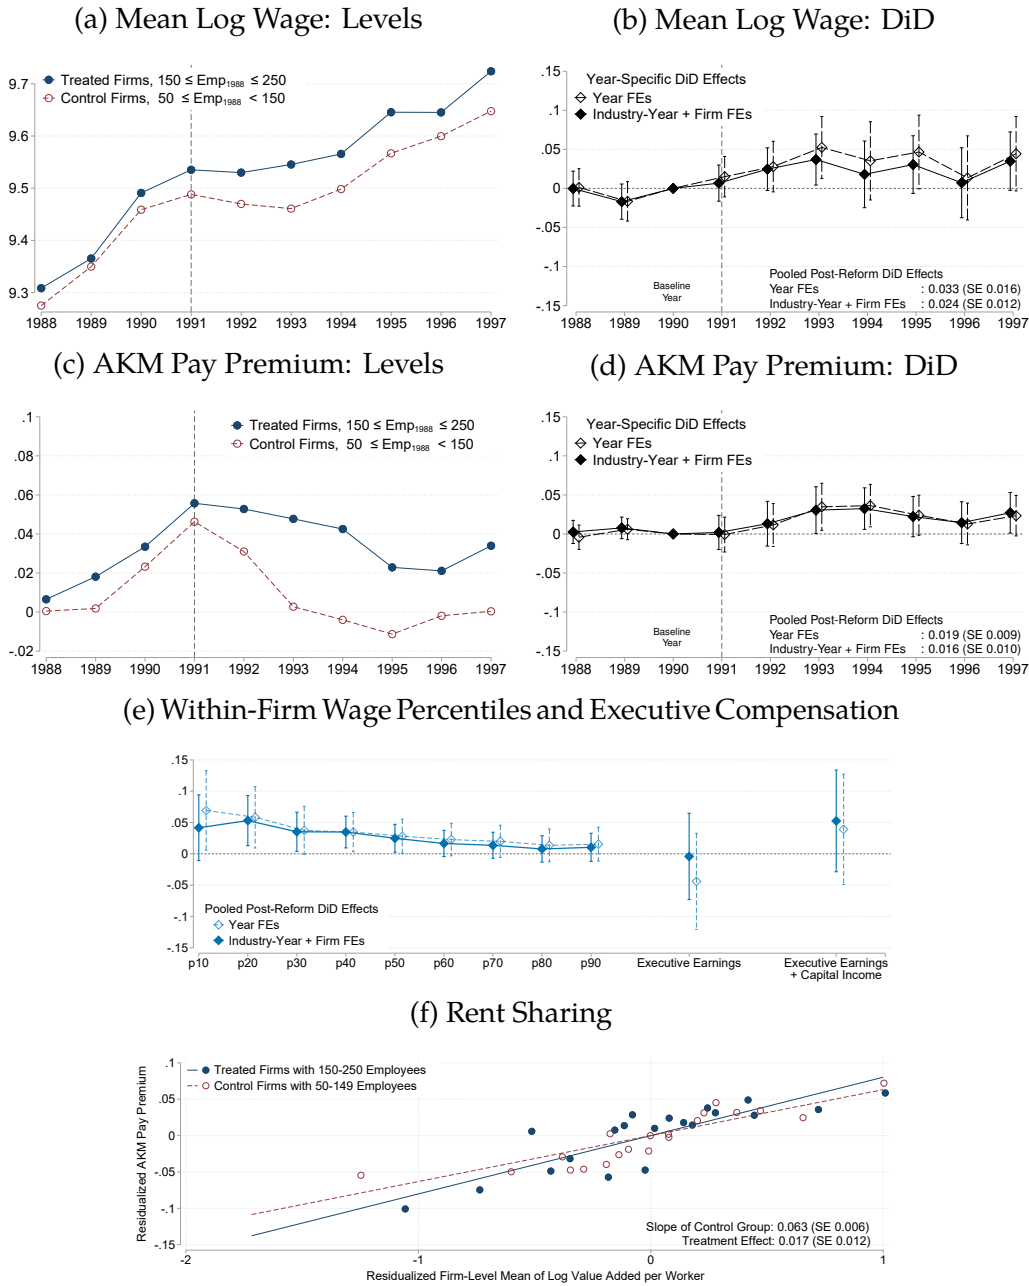 (a) Mean Log Wage: Levels
9.7
9.6
9.5
9.4
9.3
Treated Firms, 150 ≤ Emp1988 ≤ 250
Control Firms, 50 ≤ Emp1988 < 150
1988 1989 1990 1991 1992 1993 1994 1995 1996 1997
(b) Mean Log Wage: DiD
.15
.1
.05
0
-.05
-.1
-.15
Year-Specific DiD Effects
Year FEs
Industry-Year + Firm FEs
Baseline
Year
Pooled Post-Reform DiD Effects
Year FEs : 0.033 (SE 0.016)
Industry-Year + Firm FEs : 0.024 (SE 0.012)
1988 1989 1990 1991 1992 1993 1994 1995 1996 1997
(c) AKM Pay Premium: Levels
.1
.08
.06
.04
.02
0
-.02
Treated Firms, 150 ≤ Emp1988 ≤ 250
Control Firms, 50 ≤ Emp1988 < 150
1988 1989 1990 1991 1992 1993 1994 1995 1996 1997
(d) AKM Pay Premium: DiD
.15
.1
.05
0
-.05
-.1
-.15
Year-Specific DiD Effects
Year FEs
Industry-Year + Firm FEs
Baseline
Year
Pooled Post-Reform DiD Effects
Year FEs : 0.019 (SE 0.009)
Industry-Year + Firm FEs : 0.016 (SE 0.010)
1988 1989 1990 1991 1992 1993 1994 1995 1996 1997
(e) Within-Firm Wage Percentiles and Executive Compensation
.15
.1
.05
0
-.05
-.1
-.15
Pooled Post-Reform DiD Effects
Year FEs
Industry-Year + Firm FEs
p10 p20 p30 p40 p50 p60 p70 p80 p90 Executive Earnings Executive Earnings
+ Capital Income
(f) Rent Sharing
Residualized AKM Pay Premium
.1
.05
0
-.05
-.1
-.15
Treated Firms with 150-250 Employees
Control Firms with 50-149 Employees
Slope of Control Group: 0.063 (SE 0.006)
Treatment Effect: 0.017 (SE 0.012)
-2 -1 0 1
Residualized Firm-Level Mean of Log Value Added per Worker